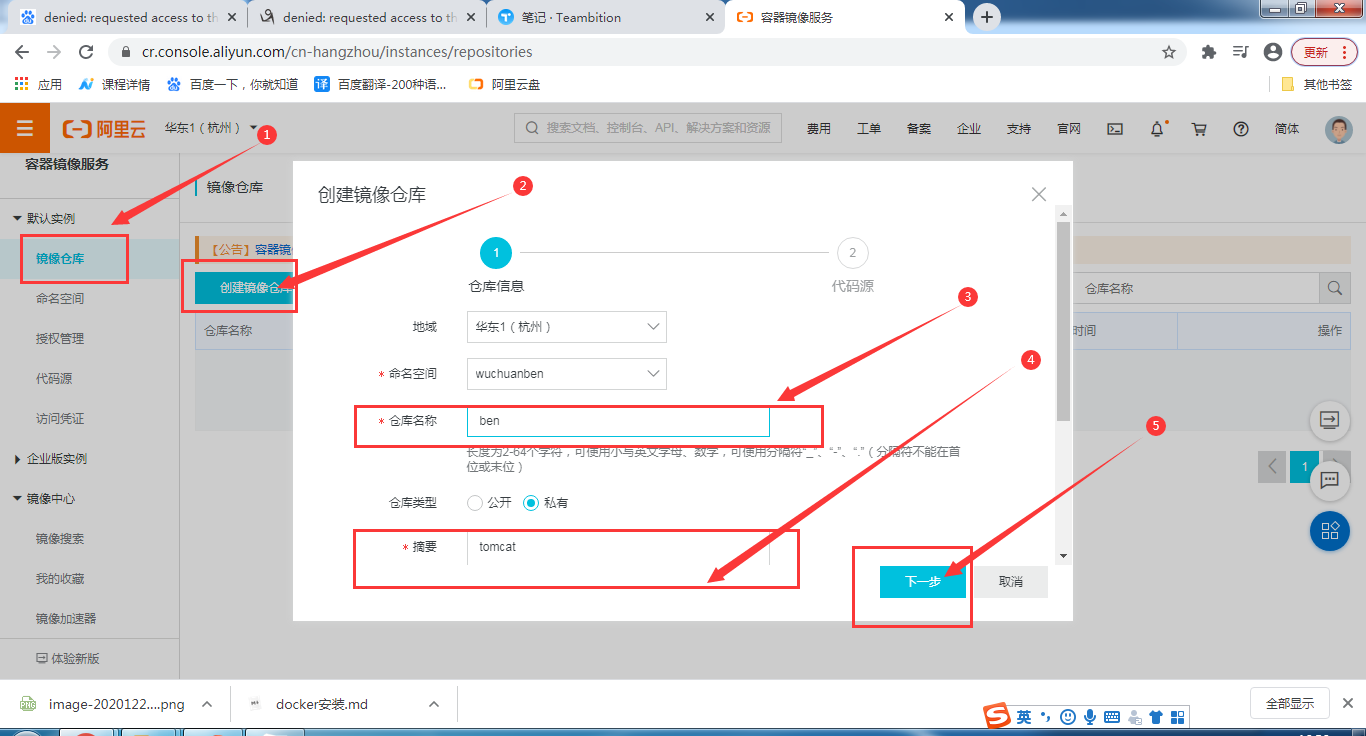 denied: requested access to th
denied: requested access to th
笔记 · Teambition
容器镜像服务
cr.console.aliyun.com/cn-hangzhou/instances/repositories
更新
应用
课程详情
百度一下，你就知道
译 百度翻译-200种语...
阿里云盘
其他书签
阿里云
华东1（杭州）
搜索文档、控制台、API、解决方案和资源
费用
工单
备案
企业
支持
官网
简体
1
容器镜像服务
默认实例
镜像仓库
命名空间
授权管理
代码源
访问凭证
企业版实例
镜像中心
镜像搜索
我的收藏
镜像加速器
体验新版
镜像仓库
【公告】容器镜
创建镜像仓库
仓库名称
仓库名称
时间
操作
1
2
创建镜像仓库
1
仓库信息
2
代码源
地域
华东1（杭州）
* 命名空间
wuchuanben
3
* 仓库名称
ben
长度为2-64个字符，可使用小写英文字母、数字，可使用分隔符“_”、“-”、“.”（分隔符不能在首
位或末位）
4
仓库类型
公开
私有
5
* 摘要
tomcat
下一步
取消
image-2020122....png
docker安装.md
英
全部显示